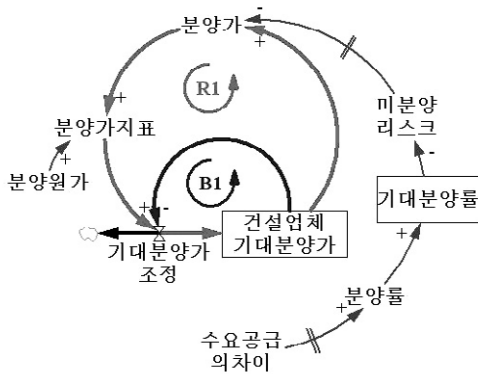 분양가
-
+
R1
+
미분양
리스크
분양가지표
+
-
분양원가
B1
+
-
기대분양률
건설업체
기대분양가
+
기대분양가
조정
분양률
+
수요공급
의차이